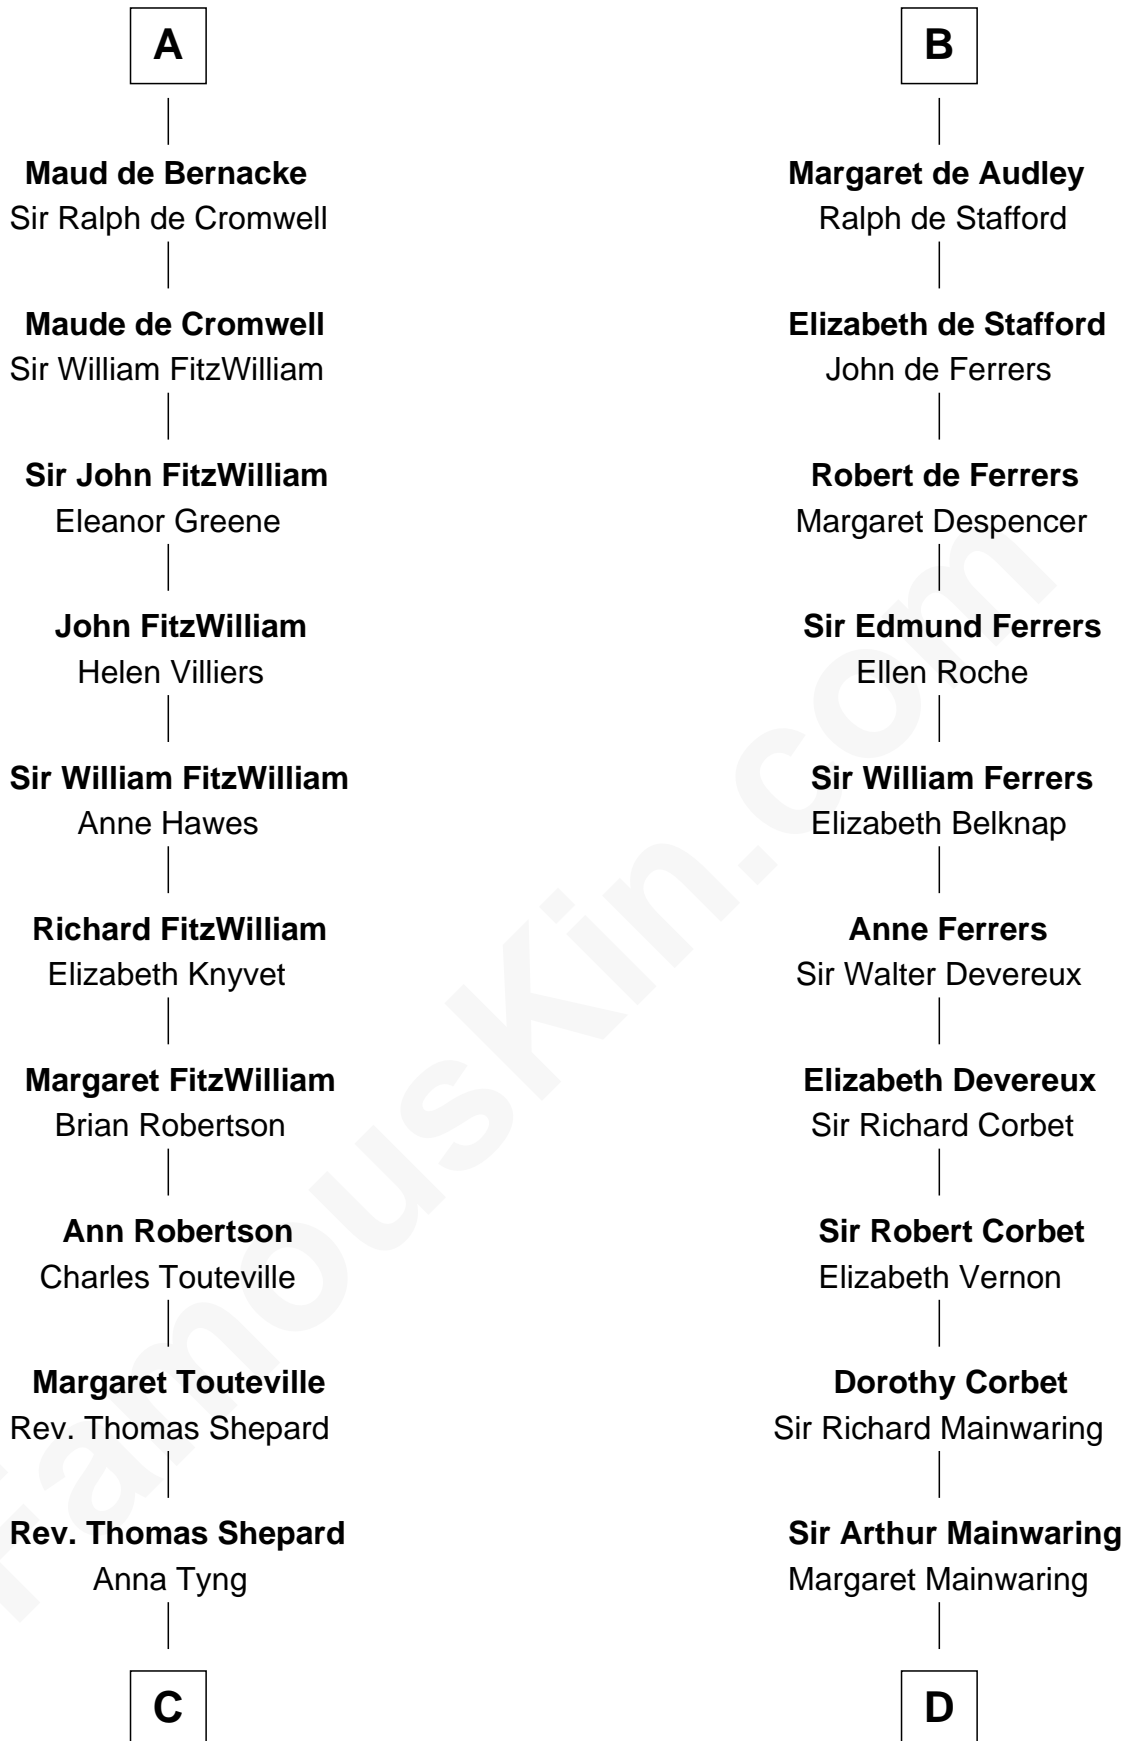 A
Maud de Bernacke
Sir Ralph de Cromwell
Maude de Cromwell
Sir William FitzWilliam
Sir John FitzWilliam
Eleanor Greene
John FitzWilliam
Helen Villiers
Sir William FitzWilliam
Anne Hawes
Richard FitzWilliam
Elizabeth Knyvet
Margaret FitzWilliam
Brian Robertson
Ann Robertson
Charles Touteville
Margaret Touteville
Rev. Thomas Shepard
Rev. Thomas Shepard
Anna Tyng
C
B
Margaret de Audley
Ralph de Stafford
Elizabeth de Stafford
John de Ferrers
Robert de Ferrers
Margaret Despencer
Sir Edmund Ferrers
Ellen Roche
Sir William Ferrers
Elizabeth Belknap
Anne Ferrers
Sir Walter Devereux
Elizabeth Devereux
Sir Richard Corbet
Sir Robert Corbet
Elizabeth Vernon
Dorothy Corbet
Sir Richard Mainwaring
Sir Arthur Mainwaring
Margaret Mainwaring
D
FamousKin.com